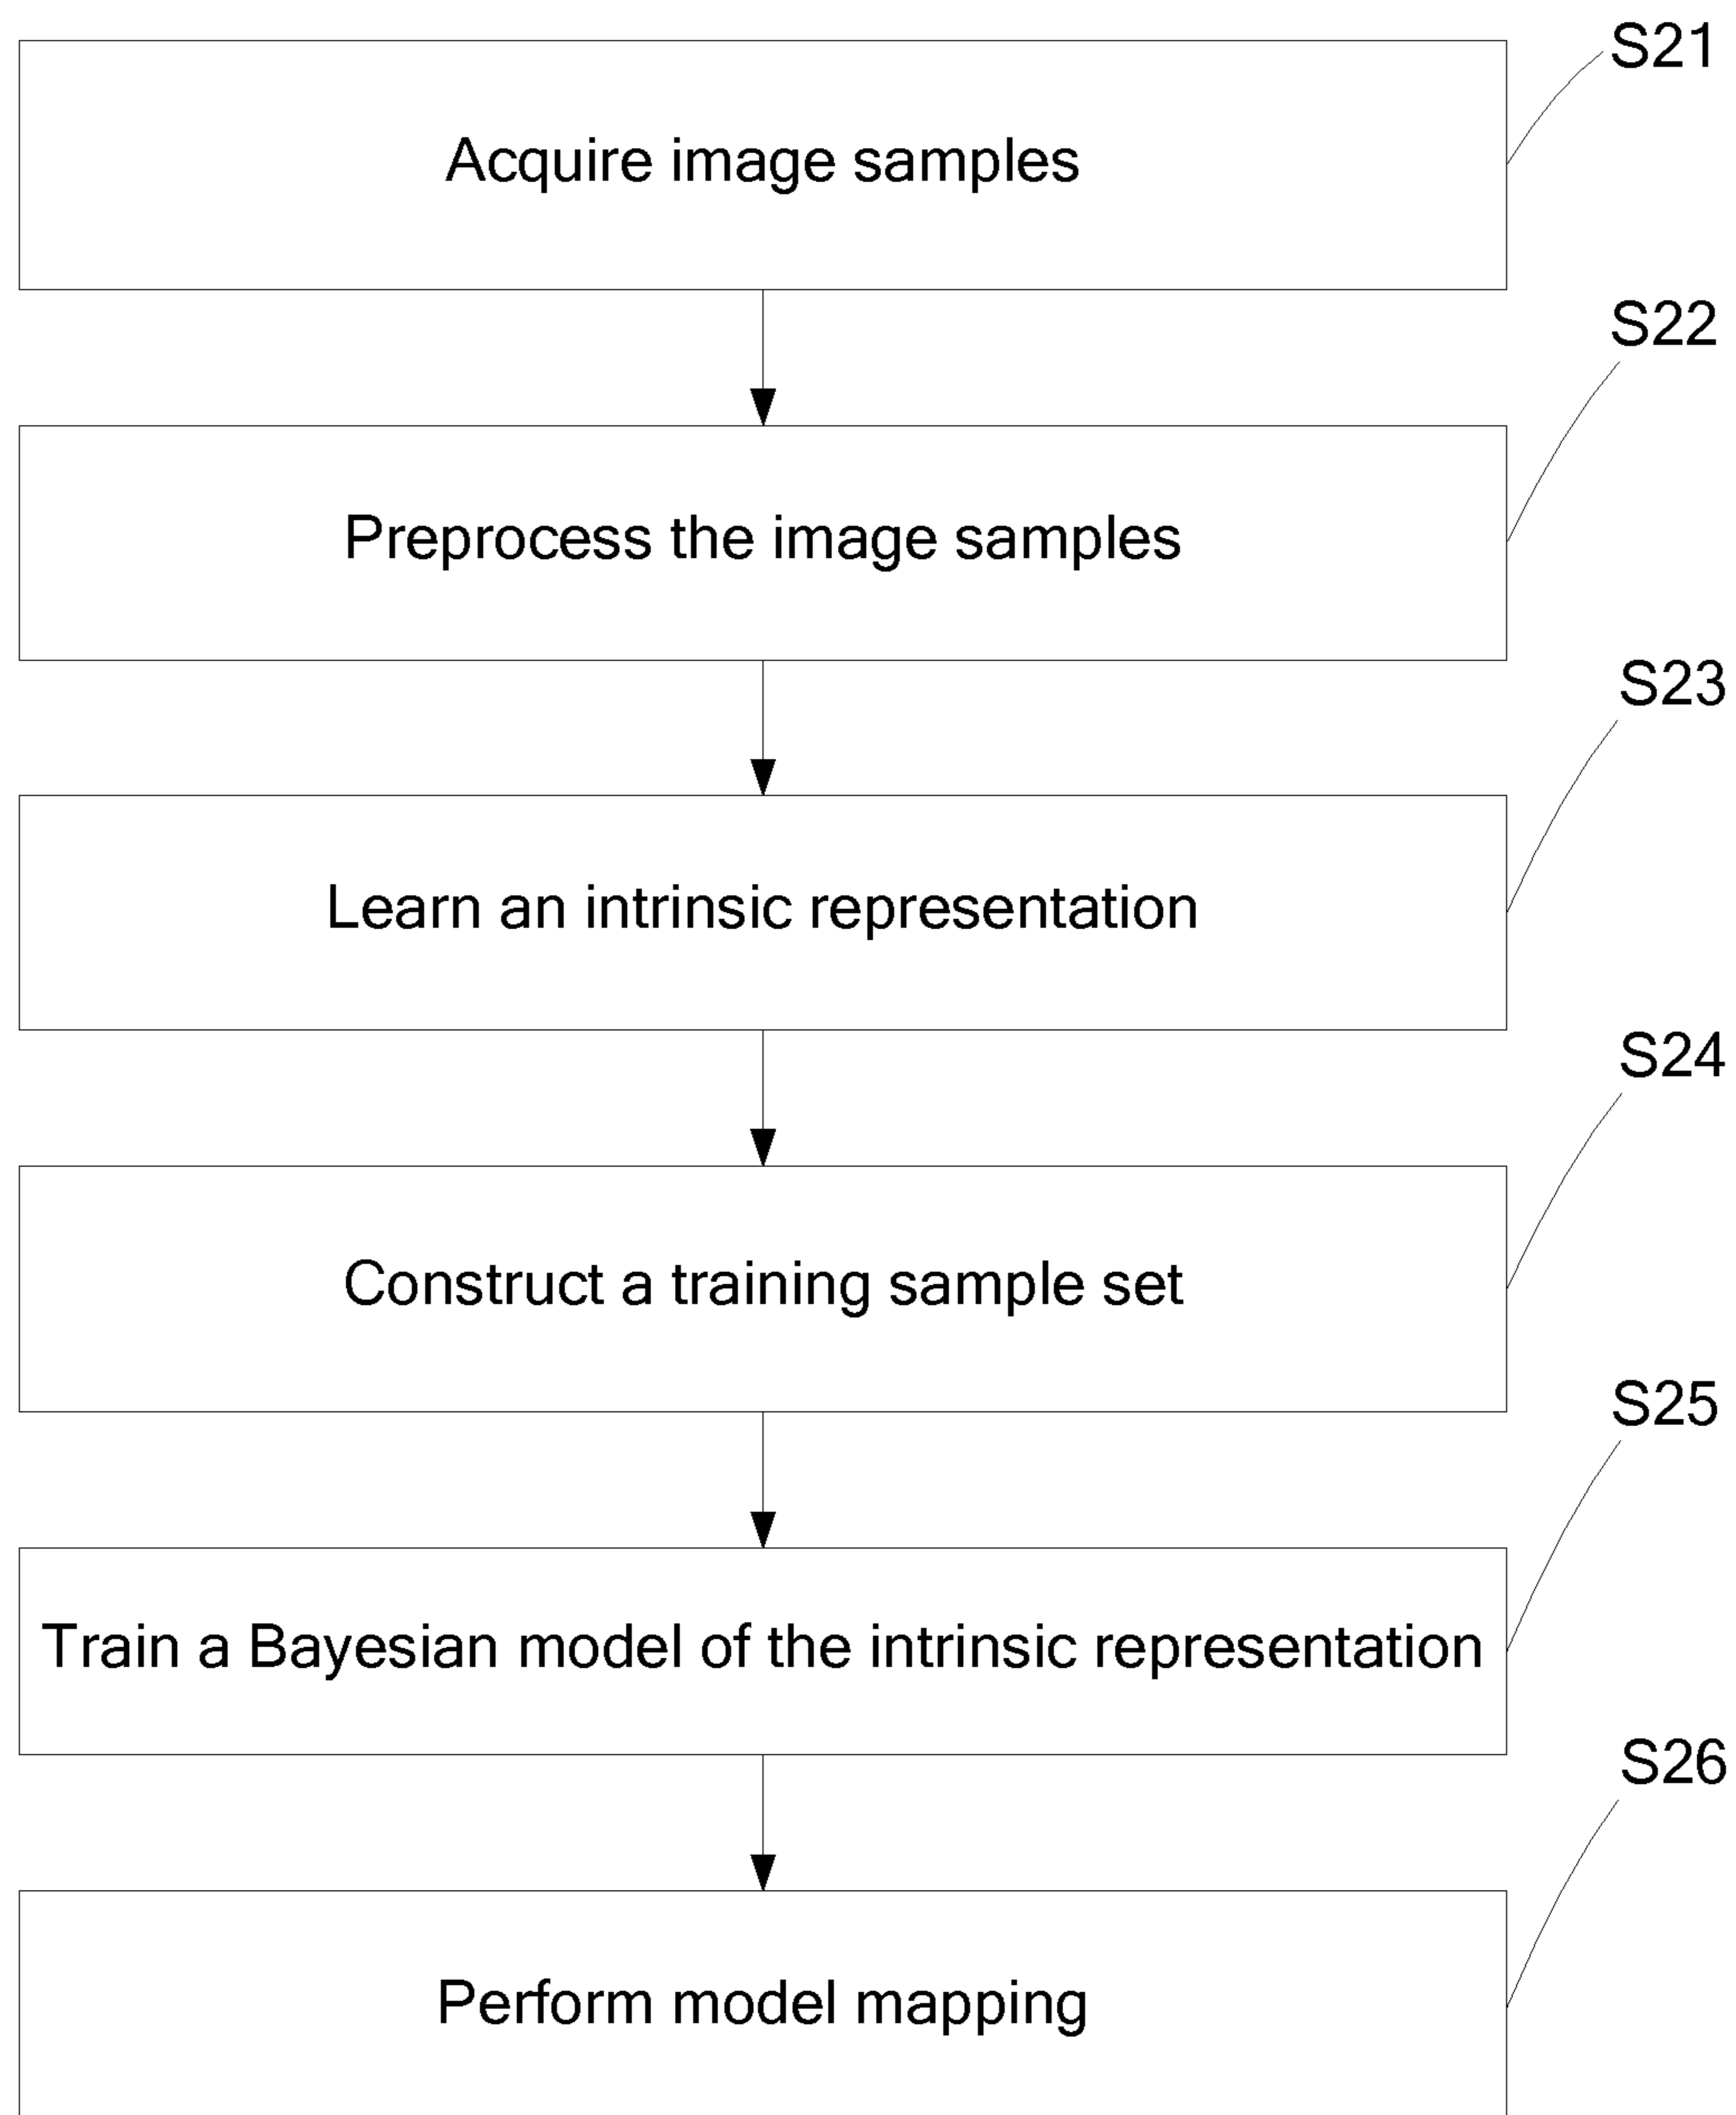 S21
Acquire image samples
S22
Preprocess the image samples
S23
Learn an intrinsic representation
S24
Construct a training sample set
S25
Train a Bayesian model of the intrinsic representation
S26
Perform model mapping